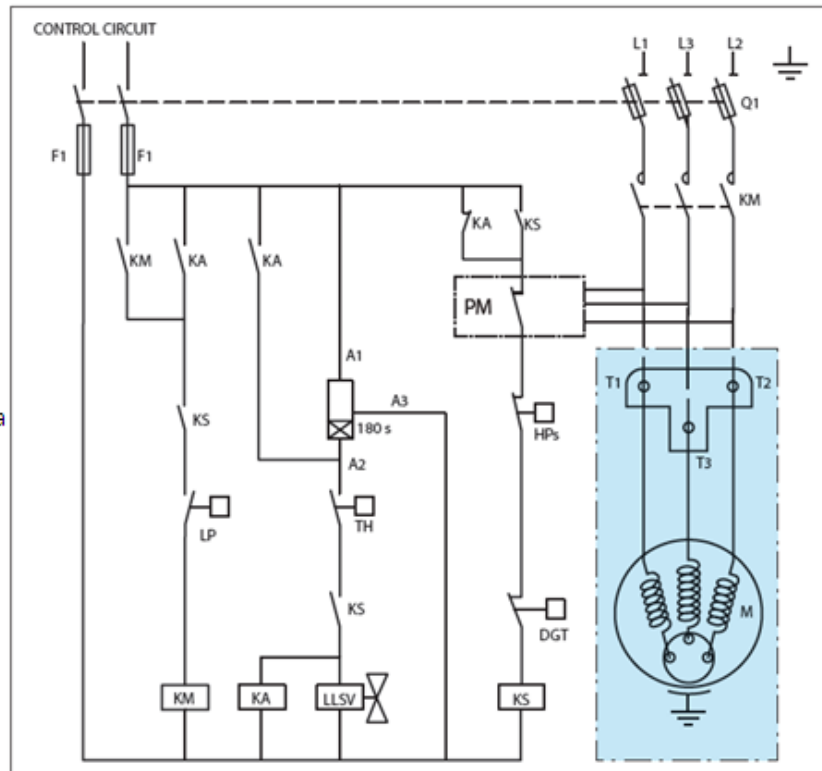 CONTROL CIRCUIT
L1 L3 L2
Q1
F1 F1
KM
KA KS
KM KA KA
PM
A1
T1 T2
A3
a
180 s
HPs
KS
A2
T3
LP
TH
KS
M
DGT
KM KA LLSV KS